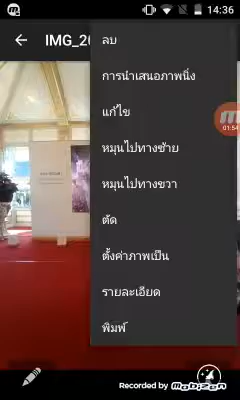 14:36
IMG_20
ลบ
การนำเสนอภาพนิ่ง
แก้ไข
หมุนไปทางซ้าย
01:54
หมุนไปทางขวา
ตัด
ตั้งค่าภาพเป็น
รายละเอียด
พิมพ์
Recorded by Mobizen